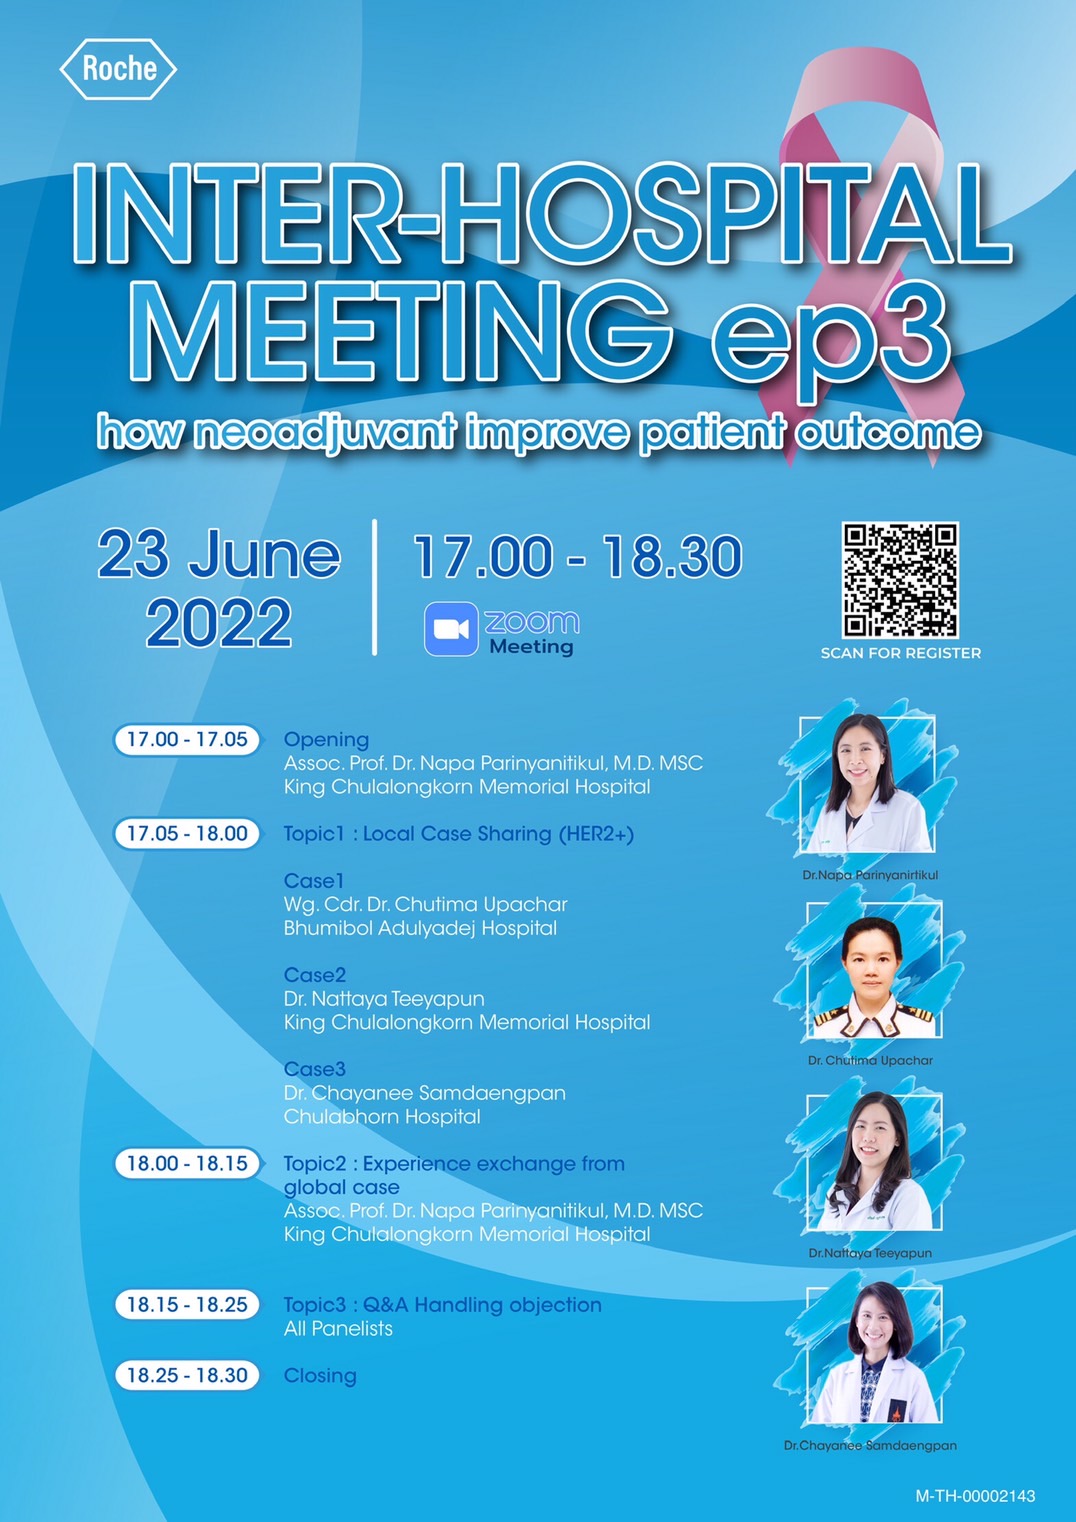 Roche
INTER-HOSPITAL
MEETING ep3
how neoadjuvant improve patient outcome
23 June
2022
17.00 - 18.30
zoom
Meeting
SCAN FOR REGISTER
17.00 - 17.05
Opening
Assoc. Prof. Dr. Napa Parinyanitikul, M.D. MSC
King Chulalongkorn Memorial Hospital
17.05 - 18.00
Topic1 : Local Case Sharing (HER2+)
Case1
Wg. Cdr. Dr. Chutima Upachar
Bhumibol Adulyadej Hospital
Case2
Dr. Nattaya Teeyapun
King Chulalongkorn Memorial Hospital
Case3
Dr. Chayanee Samdaengpan
Chulabhorn Hospital
18.00 - 18.15
Topic2 : Experience exchange from
global case
Assoc. Prof. Dr. Napa Parinyanitikul, M.D. MSC
King Chulalongkorn Memorial Hospital
18.15 - 18.25
Topic3 : Q&A Handling objection
All Panelists
18.25 - 18.30
Closing
Dr.Napa Parinyanirtikul
Dr. Chutima Upachar
Dr.Nattaya Teeyapun
Dr.Chayanee Samdaengpan
M-TH-00002143